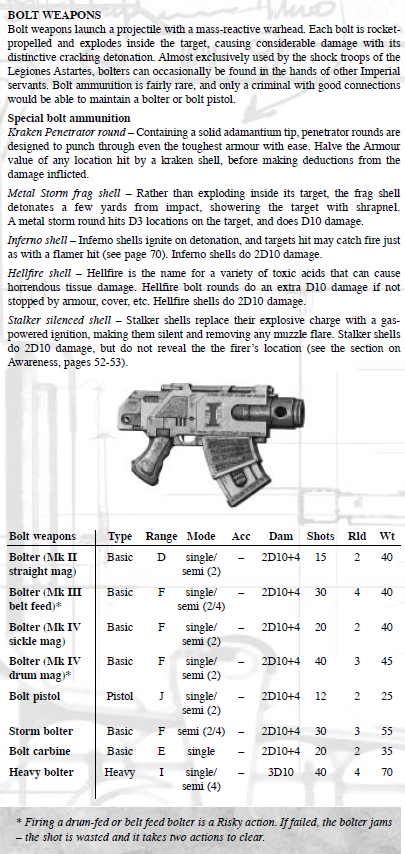 BOLT WEAPONS
Bolt weapons launch a projectile with a mass-reactive warhead. Each bolt is rocket-
propelled and explodes inside the target, causing considerable damage with its
distinctive cracking detonation. Almost exclusively used by the shock troops of the
Legiones Astartes, bolters can occasionally be found in the hands of other Imperial
servants. Bolt ammunition is fairly rare, and only a criminal with good connections
would be able to maintain a bolter or bolt pistol.
Special bolt ammunition
Kraken Penetrator round – Containing a solid adamantium tip, penetrator rounds are
designed to punch through even the toughest armour with ease. Halve the Armour
value of any location hit by a kraken shell, before making deductions from the
damage inflicted.
Metal Storm frag shell – Rather than exploding inside its target, the frag shell
detonates a few yards from impact, showering the target with shrapnel.
A metal storm round hits D3 locations on the target, and does D10 damage.
Inferno shell – Inferno shells ignite on detonation, and targets hit may catch fire just
as with a flamer hit (see page 70). Inferno shells do 2D10 damage.
Hellfire shell – Hellfire is the name for a variety of toxic acids that can cause
horrendous tissue damage. Hellfire bolt rounds do an extra D10 damage if not
stopped by armour, cover, etc. Hellfire shells do 2D10 damage.
Stalker silenced shell – Stalker shells replace their explosive charge with a gas-
powered ignition, making them silent and removing any muzzle flare. Stalker shells
do 2D10 damage, but do not reveal the the firer's location (see the section on
Awareness, pages 52-53).
I
Bolt weapons Type Range Mode Acc Dam Shots Rld Wt
Bolter (Mk II Basic D single/ – 2D10+4 15 2 40
straight mag) semi (2)
Bolter (Mk III Basic F single/ – 2D10+4 30 4 40
belt feed)* semi (2/4)
Bolter (Mk IV Basic F single/ – 2D10+4 20 2 40
sickle mag) semi (2)
Bolter (Mk IV Basic F single/ – 2D10+4 40 3 45
drum mag)* semi (2)
Bolt pistol Pistol J single/ – 2D10+4 12 2 25
semi (2)
Storm bolter Basic F semi (2/4) – 2D10+4 30 3 55
Bolt carbine Basic E single – 2D10+4 20 2 35
Heavy bolter Heavy I single/ – 3D10 40 4 70
semi (4)
* Firing a drum-fed or belt feed bolter is a Risky action. If failed, the bolter jams
– the shot is wasted and it takes two actions to clear.